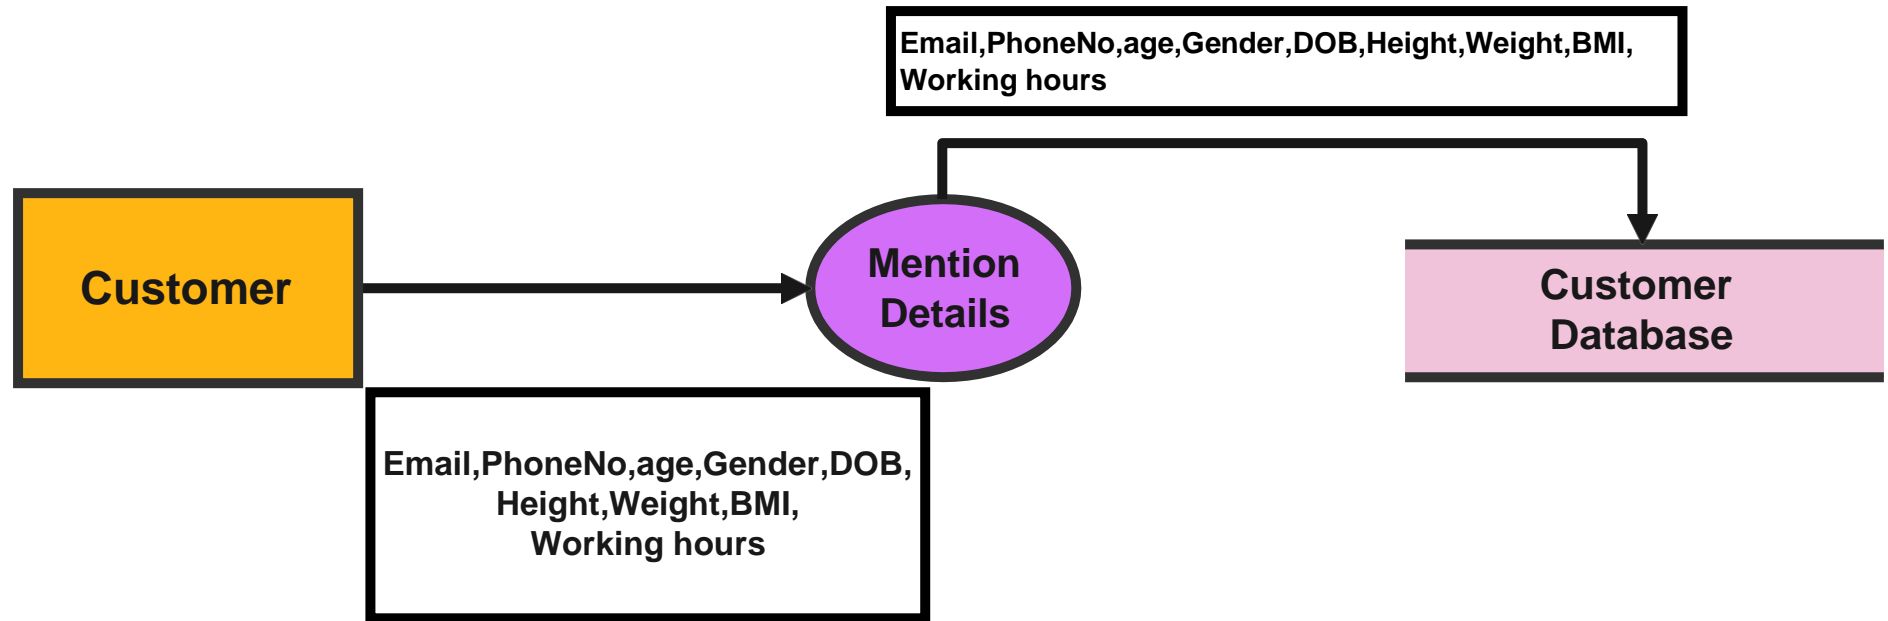 Email,PhoneNo,age,Gender,DOB,Height,Weight,BMI,
Working hours
Customer
Mention
Details
Customer
Database
Email,PhoneNo,age,Gender,DOB,
Height,Weight,BMI,
Working hours